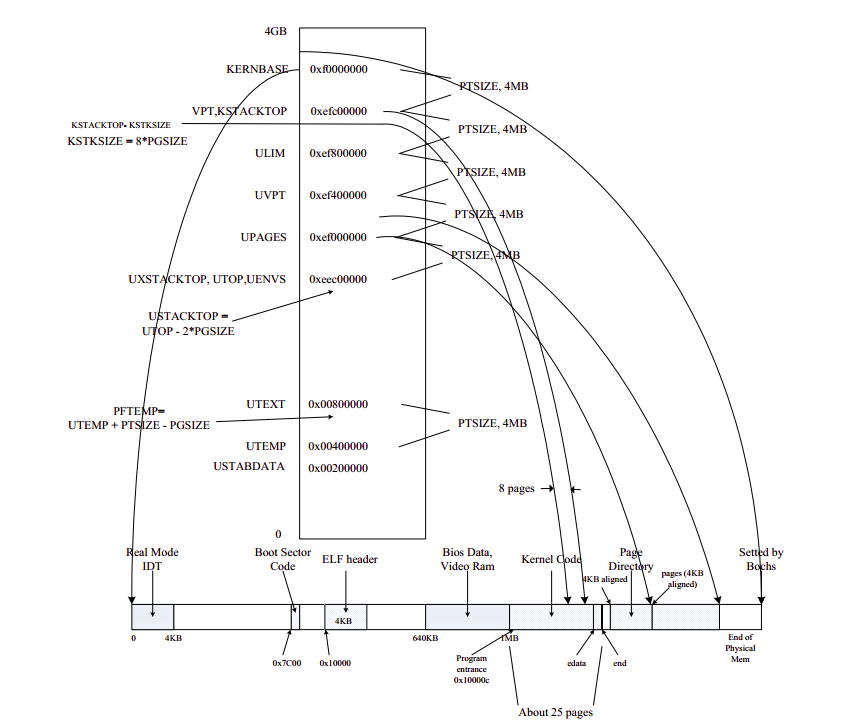 4GB
KERNBASE 0xf0000000
PTSIZE, 4MB
VPT,KSTACKTOP 0xefc00000
KSTACKTOP- KSTKSIZE
PTSIZE, 4MB
KSTKSIZE = 8*PGSIZE
ULIM 0xef800000
PTSIZE, 4MB
UVPT 0xef400000
PTSIZE, 4MB
UPAGES 0xef000000
PTSIZE, 4MB
UXSTACKTOP, UTOP,UENVS 0xeec00000
USTACKTOP =
UTOP - 2*PGSIZE
UTEXT 0x00800000
PFTEMP=
UTEMP + PTSIZE - PGSIZE
PTSIZE, 4MB
UTEMP 0x00400000
USTABDATA 0x00200000
8 pages
0
Real Mode
IDT
Boot Sector
Code
ELF header
Bios Data,
Video Ram
Kernel Code
4KB aligned
Page
Directory
pages (4KB
aligned)
Setted by
Bochs
4KB
0
4KB
0x7C00
0x10000
640KB
1MB
Program
entrance
0x10000c
edata
end
End of
Physical
Mem
About 25 pages